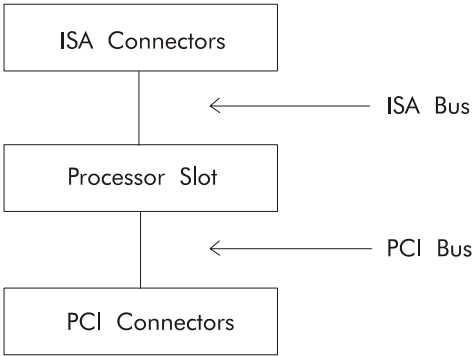 ISA Connectors
ISA Bus
Processor Slot
PCI Bus
PCI Connectors